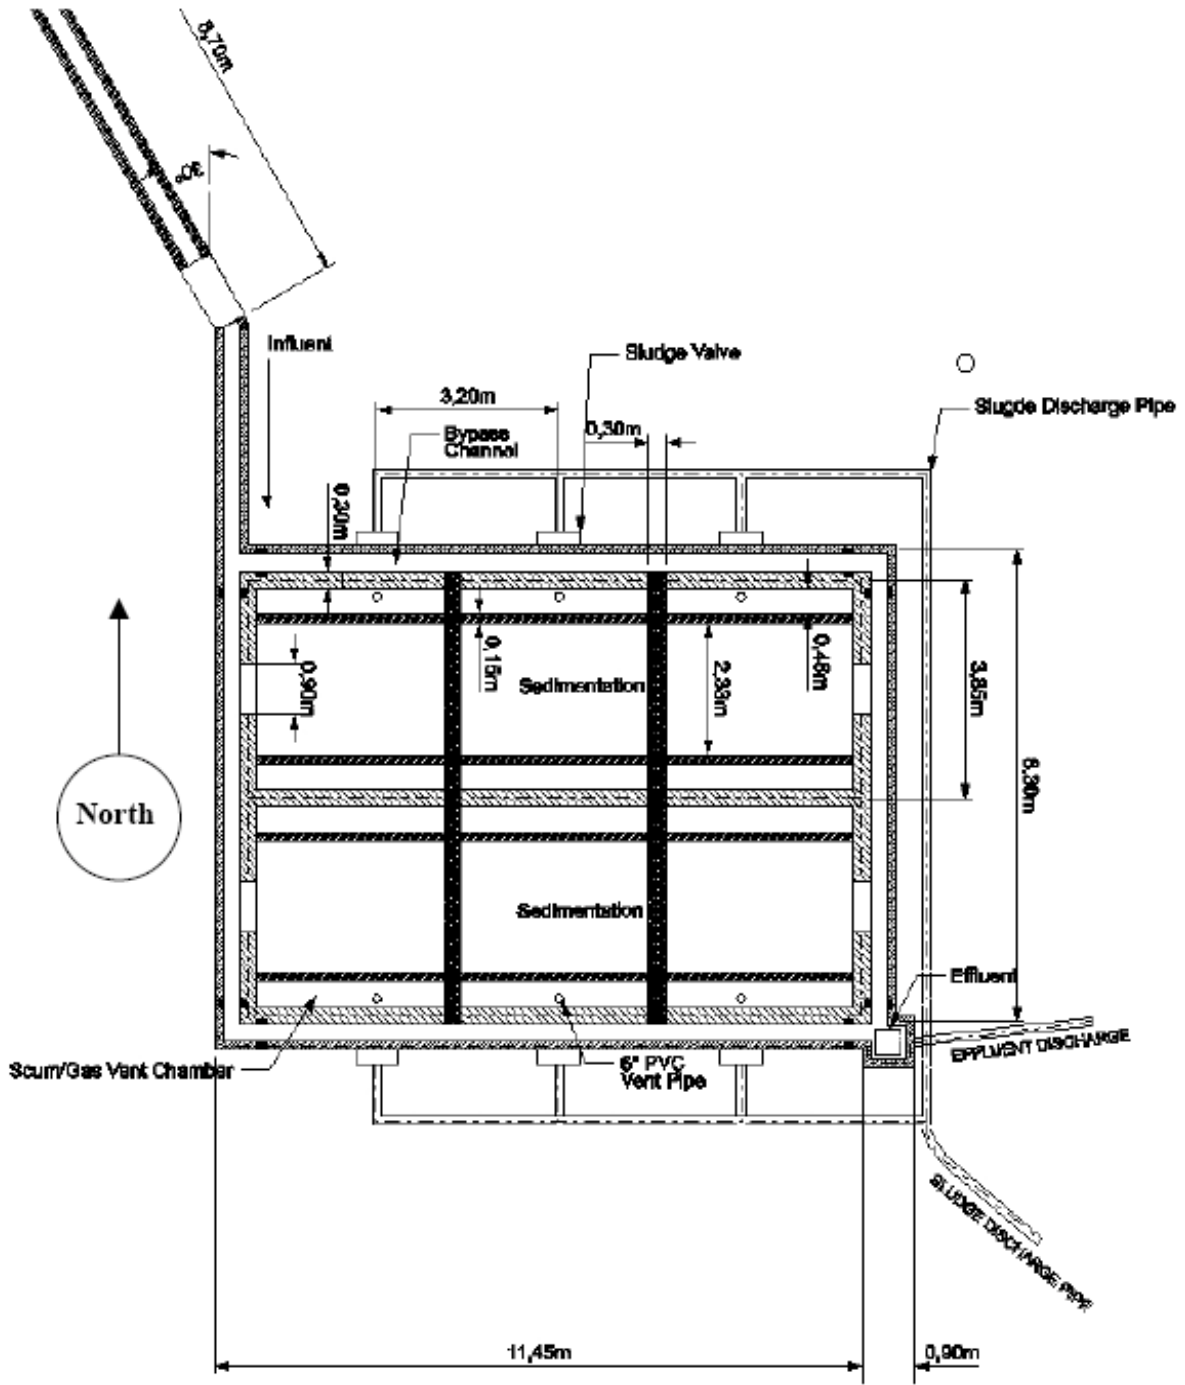 8,70m
30°
Influent
Sludge Valve
3,20m
Slugde Discharge Pipe
Bypass
Channel
0,30m
0,30m
0,90m
0,15m
Sedimentation
2,33m
0,48m
3,85m
8,30m
North
Sedimentation
Effluent
EFFLUENT DISCHARGE
Scum/Gas Vent Chamber
6" PVC
Vent Pipe
SLUDGE DISCHARGE PIPE
11,45m
0,90m